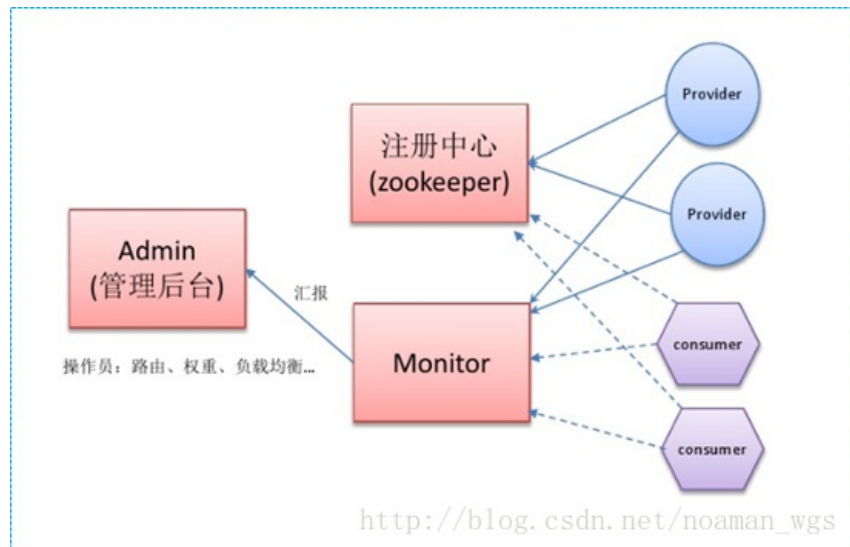 Provider
注册中心
(zookeeper)
Provider
Admin
(管理后台)
汇报
操作员：路由、权重、负载均衡...
Monitor
consumer
consumer
http://blog.csdn.net/noaman_wgs